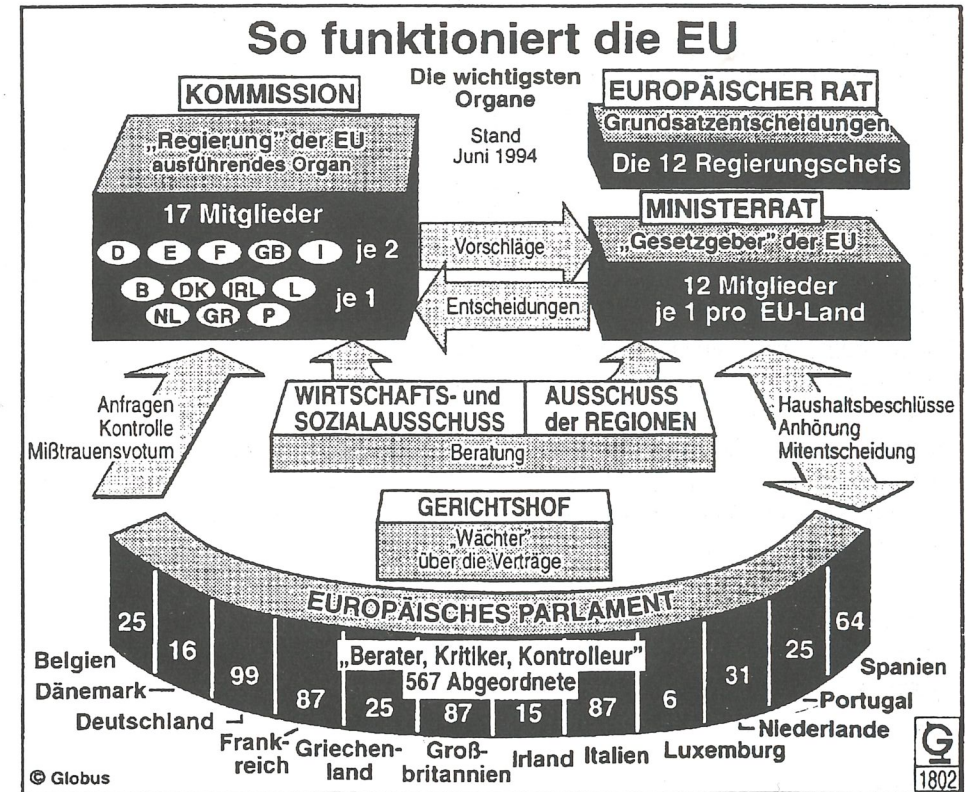 So funktioniert die EU
Die wichtigsten
Organe
Stand
Juni 1994
KOMMISSION
„Regierung” der EU
ausführendes Organ
17 Mitglieder
D E F GB I je 2
B DK IRL L
NL GR P
je 1
EUROPÄISCHER RAT
Grundsatzentscheidungen
Die 12 Regierungschefs
MINISTERRAT
„Gesetzgeber” der EU
12 Mitglieder
je 1 pro EU-Land
Vorschläge
Entscheidungen
Anfragen
Kontrolle
Mißtrauensvotum
WIRTSCHAFTS- und
SOZIALAUSSCHUSS
AUSSCHUSS
der REGIONEN
Beratung
Haushaltsbeschlüsse
Anhörung
Mitentscheidung
GERICHTSHOF
„Wächter”
über die Verträge
EUROPÄISCHES PARLAMENT
„Berater, Kritiker, Kontrolleur”
567 Abgeordnete
25 16 99 87 25 87 15 87 6 31 25 64
Belgien
Dänemark
Deutschland
Frank-
reich
Griechen-
land
Groß-
britannien
Irland
Italien
Luxemburg
Niederlande
Portugal
Spanien
© Globus
G
1802